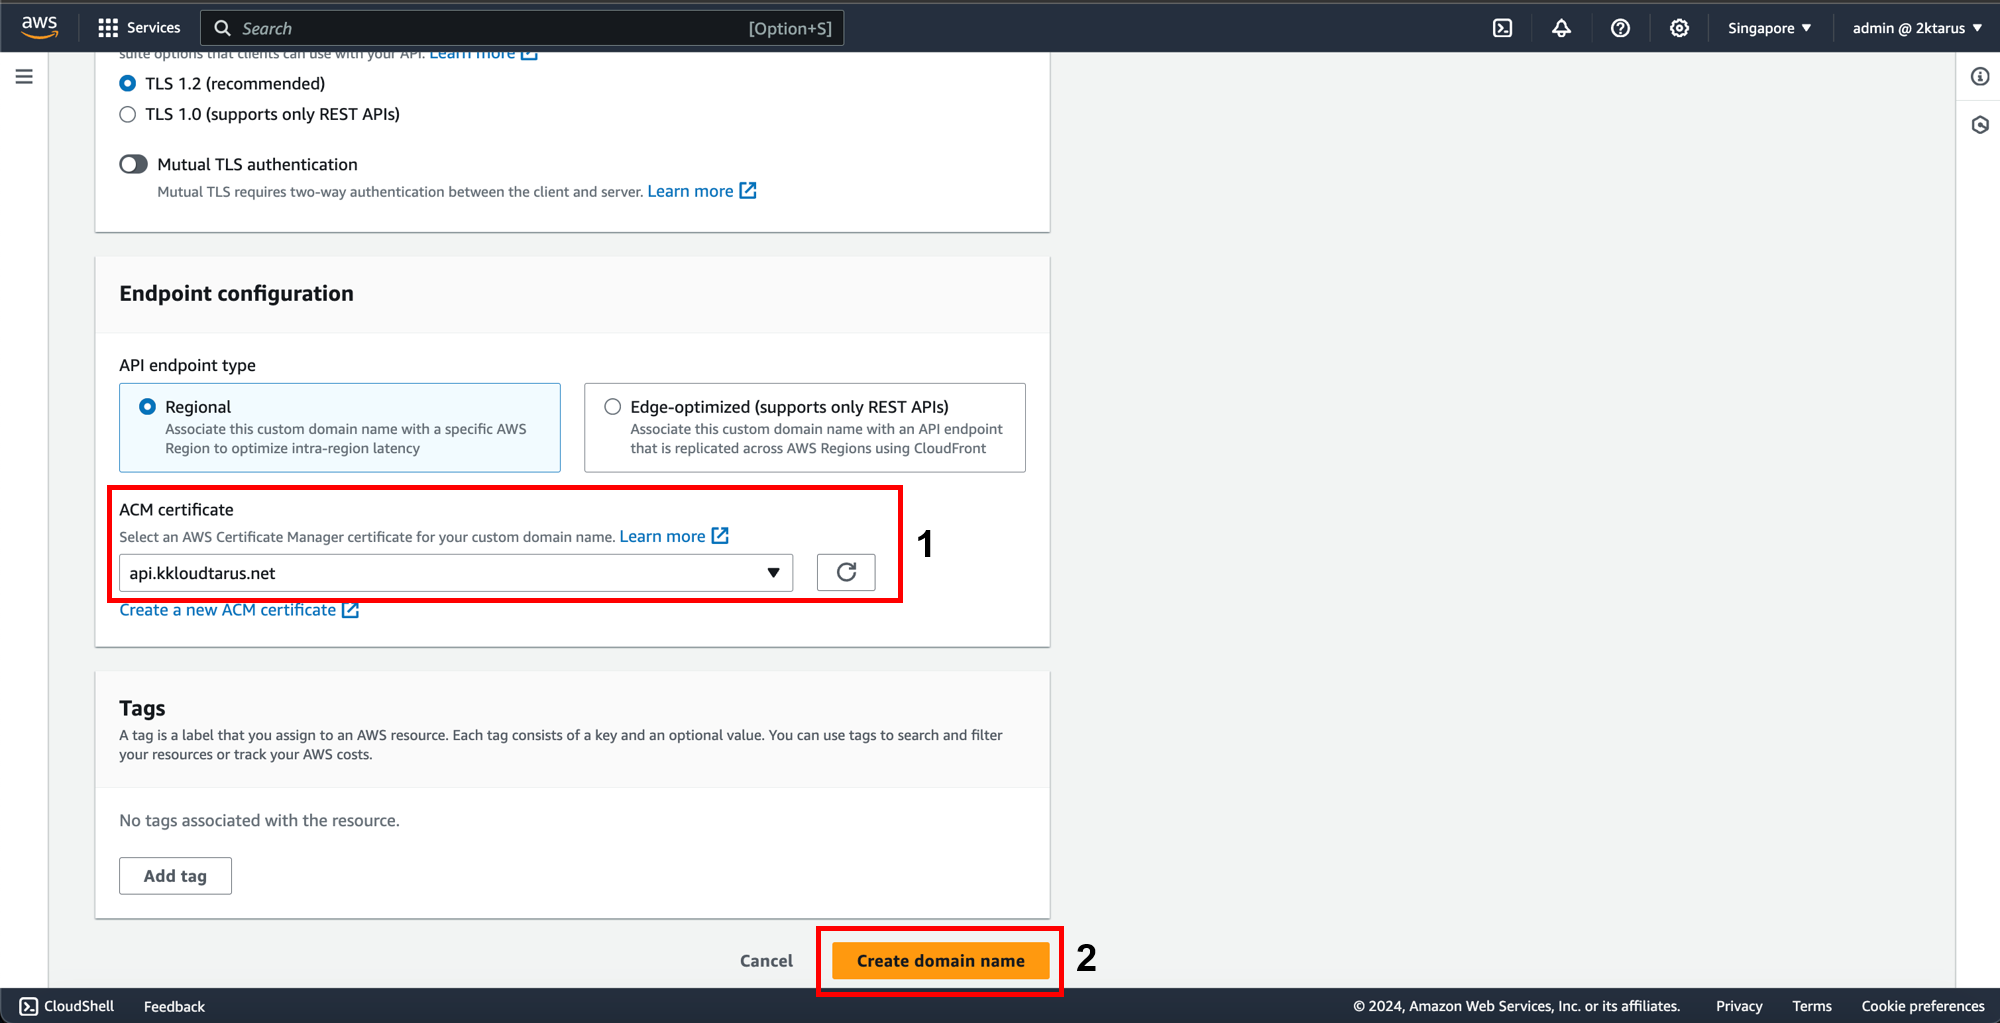 aws
Services
Search
[Option+S]
Singapore
admin @ 2ktarus
suite options that clients can use with your API. Learn more
TLS 1.2 (recommended)
TLS 1.0 (supports only REST APIs)
Mutual TLS authentication
Mutual TLS requires two-way authentication between the client and server. Learn more
Endpoint configuration
API endpoint type
Regional
Associate this custom domain name with a specific AWS
Region to optimize intra-region latency
Edge-optimized (supports only REST APIs)
Associate this custom domain name with an API endpoint
that is replicated across AWS Regions using CloudFront
ACM certificate
Select an AWS Certificate Manager certificate for your custom domain name. Learn more
api.kkloudtarus.net
1
Create a new ACM certificate
Tags
A tag is a label that you assign to an AWS resource. Each tag consists of a key and an optional value. You can use tags to search and filter
your resources or track your AWS costs.
No tags associated with the resource.
Add tag
Cancel
Create domain name
2
CloudShell
Feedback
© 2024, Amazon Web Services, Inc. or its affiliates.
Privacy
Terms
Cookie preferences